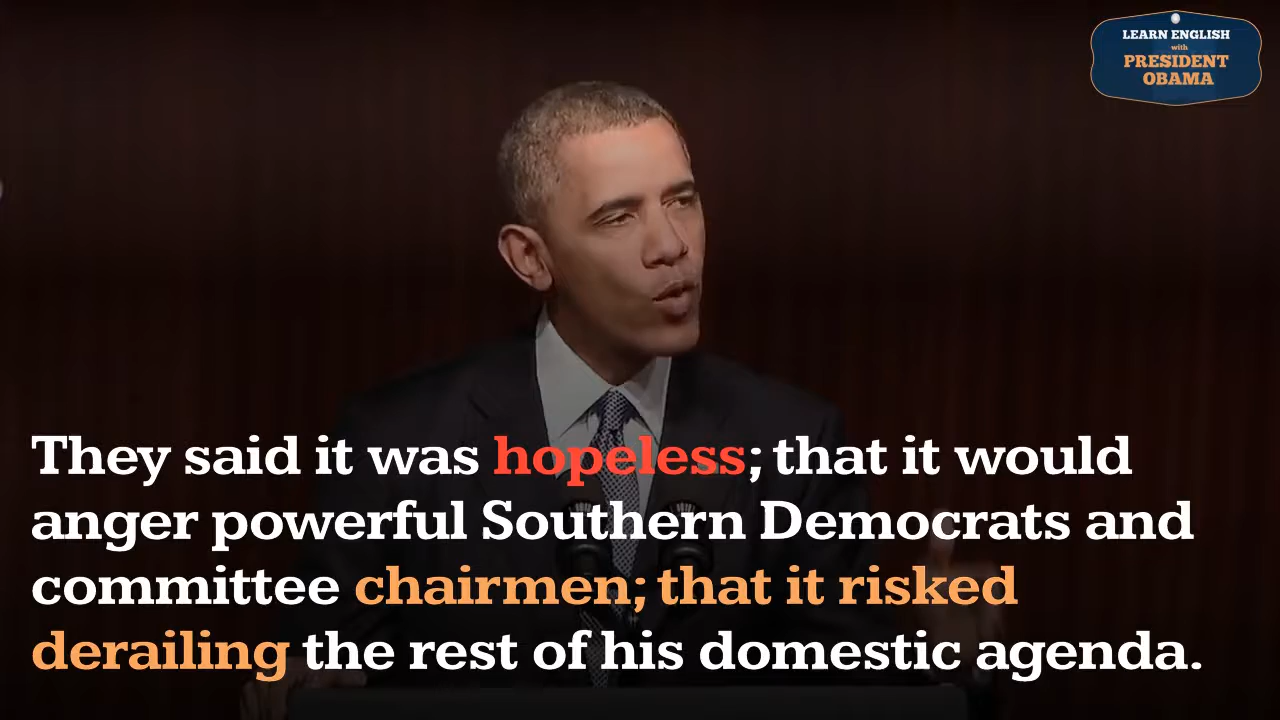 LEARN ENGLISH
with
PRESIDENT
OBAMA
They said it was hopeless; that it would
anger powerful Southern Democrats and
committee chairmen; that it risked
derailing the rest of his domestic agenda.